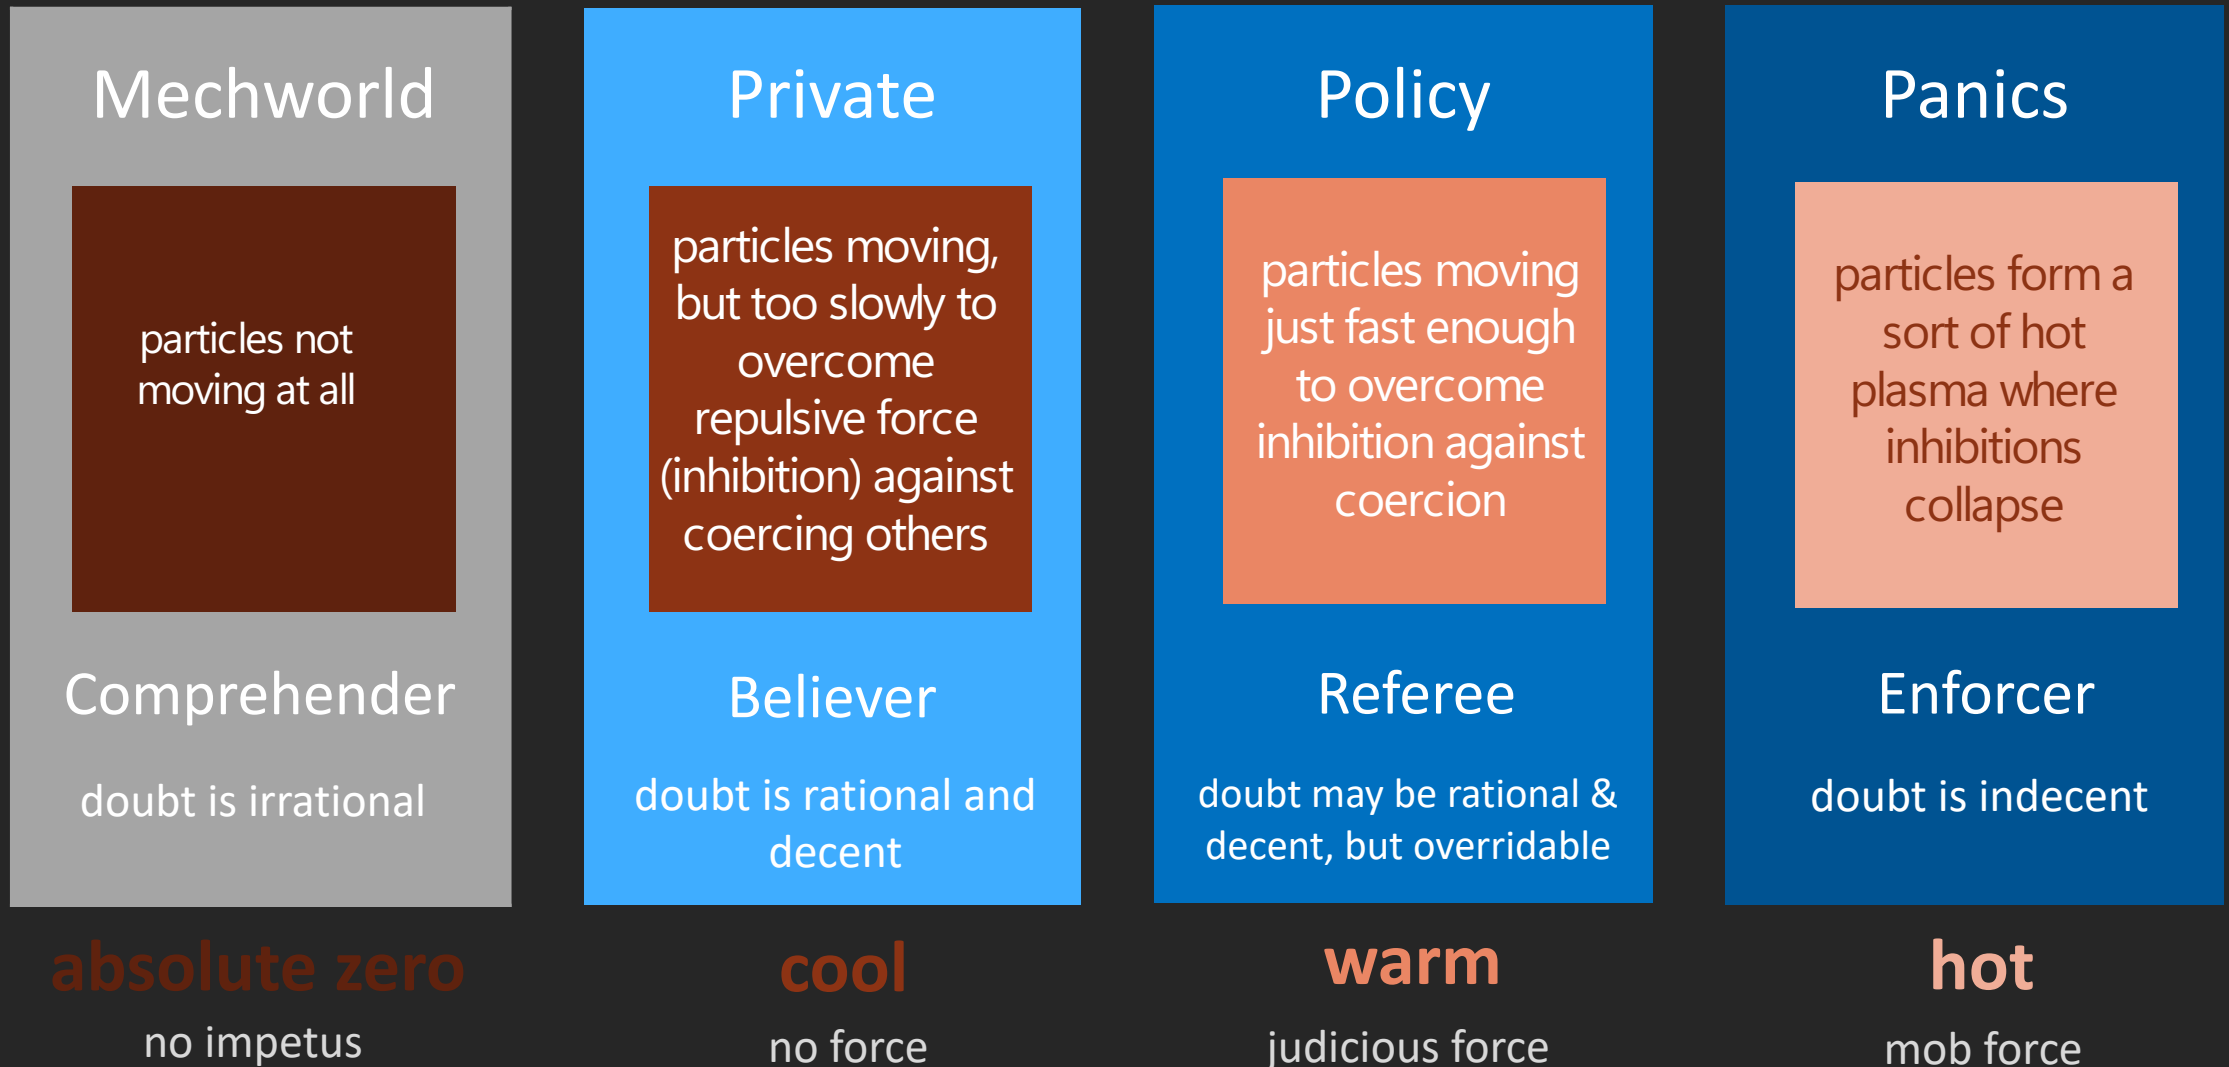 Mechworld
particles not
moving at all
Comprehender
doubt is irrational
absolute zero
no impetus
Private
particles moving,
but too slowly to
overcome
repulsive force
(inhibition) against
coercing others
Believer
doubt is rational and
decent
cool
no force
Policy
particles moving
just fast enough
to overcome
inhibition against
coercion
Referee
doubt may be rational &
decent, but overridable
warm
judicious force
Panics
particles form a
sort of hot
plasma where
inhibitions
collapse
Enforcer
doubt is indecent
hot
mob force